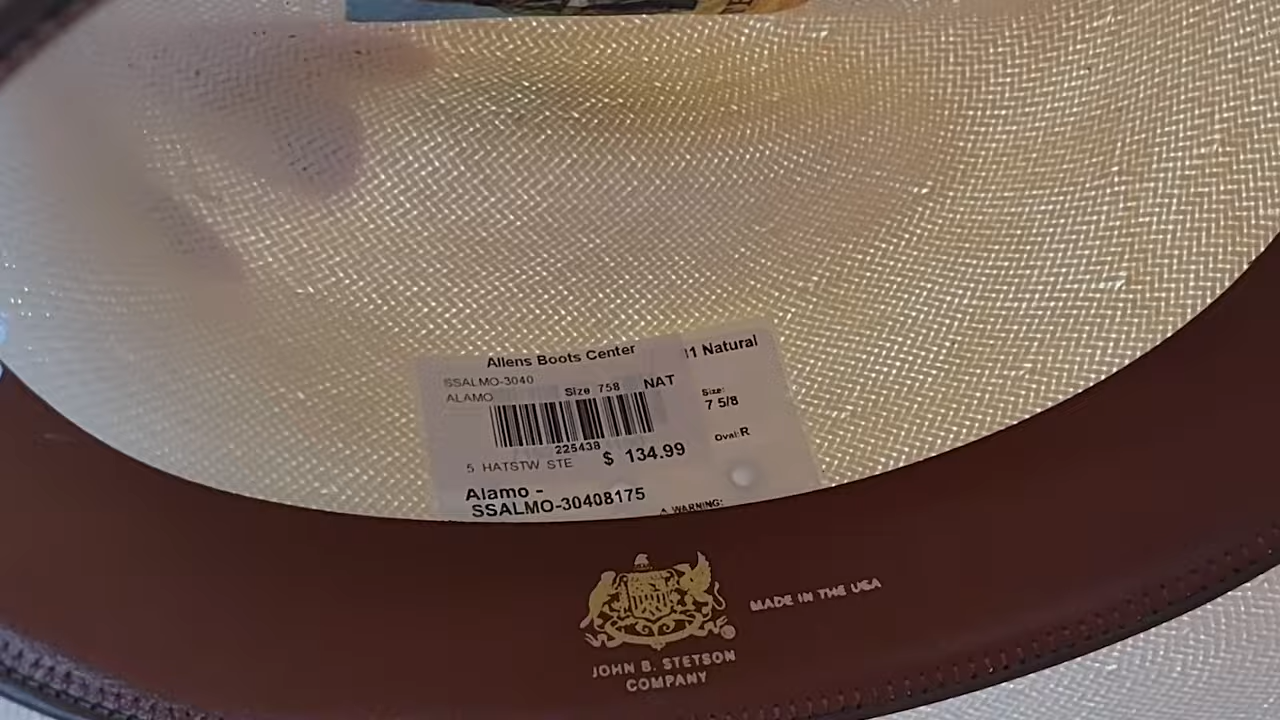 Allens Boots Center
SSALMO-3040
ALAMO
Size 758 NAT
225438
5 HATSTW STE $ 134.99
Alamo -
SSALMO-30408175
Natural
Size:
7 5/8
Oval:R
⚠ WARNING:
JOHN B. STETSON
COMPANY
MADE IN THE USA